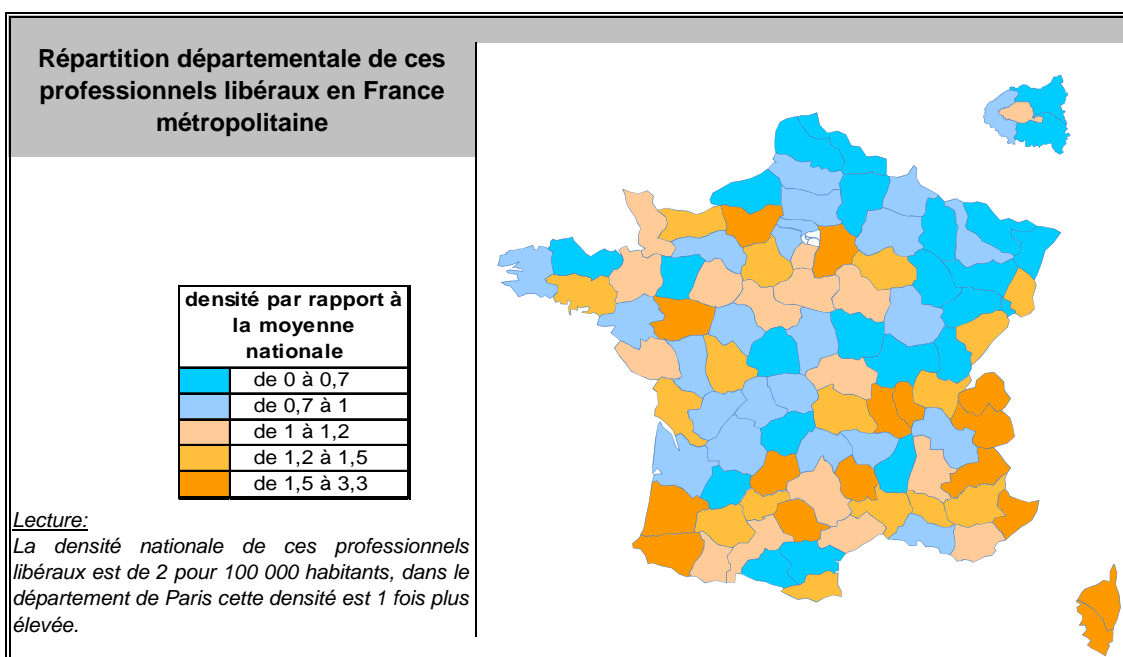 Répartition départementale de ces
professionnels libéraux en France
métropolitaine
densité par rapport à
la moyenne
nationale
de 0 à 0,7
de 0,7 à 1
de 1 à 1,2
de 1,2 à 1,5
de 1,5 à 3,3
Lecture:
La densité nationale de ces professionnels
libéraux est de 2 pour 100 000 habitants, dans le
département de Paris cette densité est 1 fois plus
élevée.